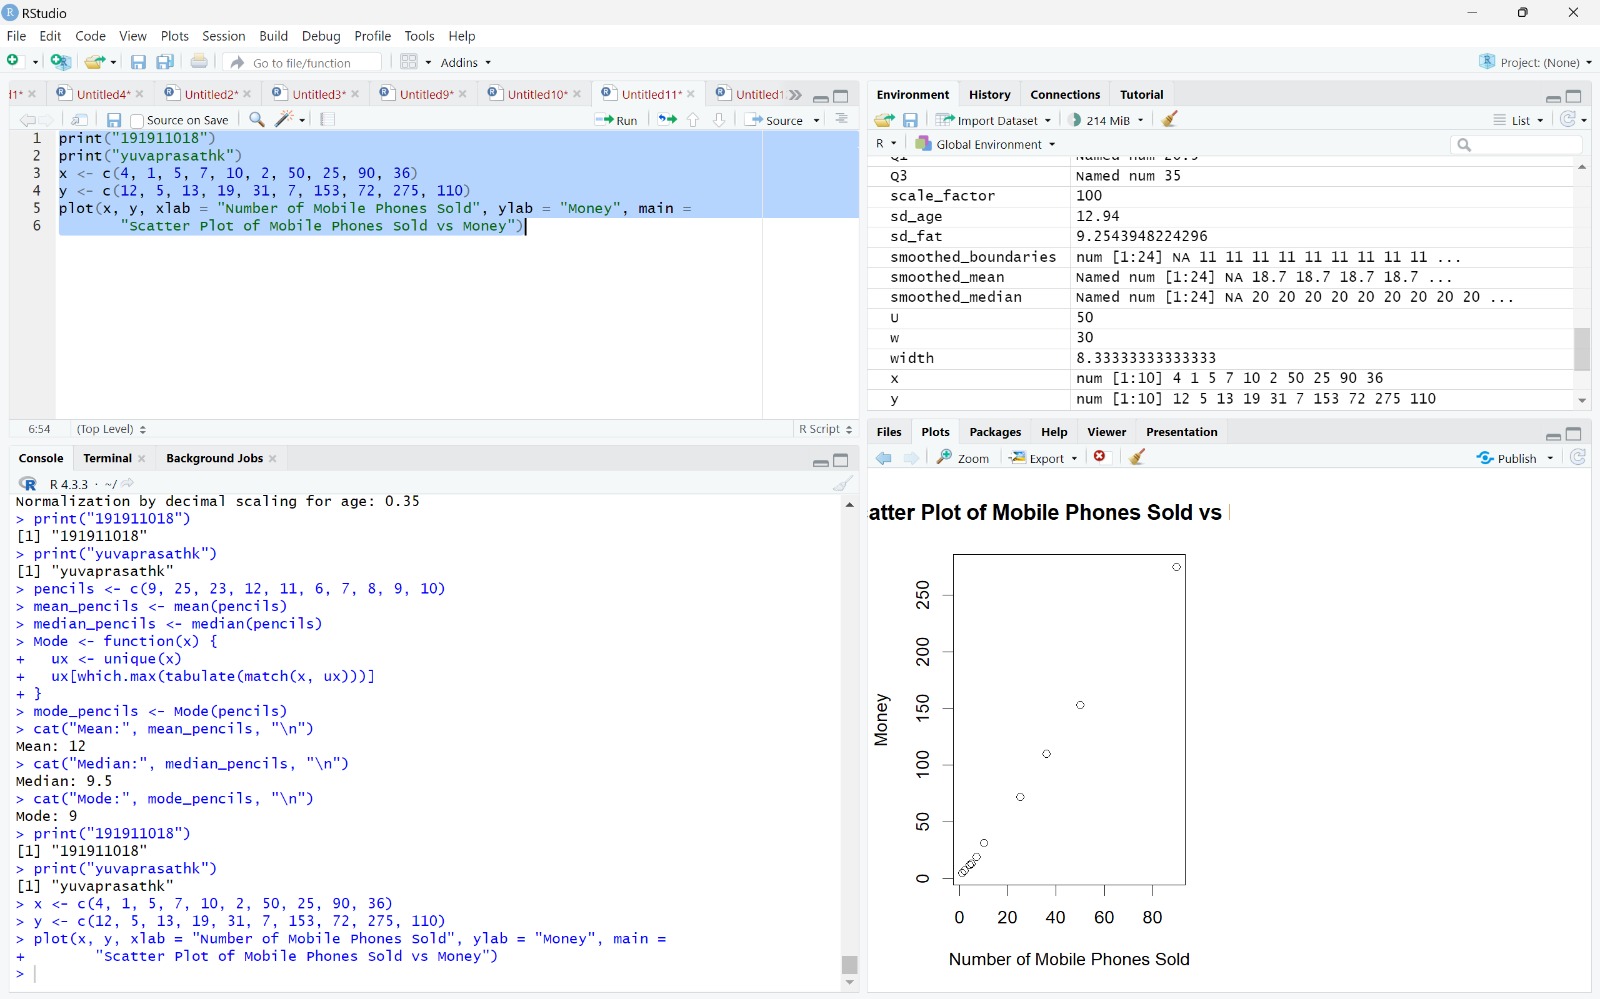 RStudio
File Edit Code View Plots Session Build Debug Profile Tools Help
Go to file/function Addins Project: (None)
Untitled4* Untitled2* Untitled3* Untitled9* Untitled10* Untitled11* Untitled1
Source on Save Run Source
1 print("191911018")
2 print("yuvaprasathk")
3 x <- c(4, 1, 5, 7, 10, 2, 50, 25, 90, 36)
4 y <- c(12, 5, 13, 19, 31, 7, 153, 72, 275, 110)
5 plot(x, y, xlab = "Number of Mobile Phones Sold", ylab = "Money", main =
6 "Scatter Plot of Mobile Phones Sold vs Money")
6:54 (Top Level) R Script
Console Terminal Background Jobs
R 4.3.3 · ~/
Normalization by decimal scaling for age: 0.35
> print("191911018")
[1] "191911018"
> print("yuvaprasathk")
[1] "yuvaprasathk"
> pencils <- c(9, 25, 23, 12, 11, 6, 7, 8, 9, 10)
> mean_pencils <- mean(pencils)
> median_pencils <- median(pencils)
> Mode <- function(x) {
+ ux <- unique(x)
+ ux[which.max(tabulate(match(x, ux)))]
+ }
> mode_pencils <- Mode(pencils)
> cat("Mean:", mean_pencils, "\n")
Mean: 12
> cat("Median:", median_pencils, "\n")
Median: 9.5
> cat("Mode:", mode_pencils, "\n")
Mode: 9
> print("191911018")
[1] "191911018"
> print("yuvaprasathk")
[1] "yuvaprasathk"
> x <- c(4, 1, 5, 7, 10, 2, 50, 25, 90, 36)
> y <- c(12, 5, 13, 19, 31, 7, 153, 72, 275, 110)
> plot(x, y, xlab = "Number of Mobile Phones Sold", ylab = "Money", main =
+ "Scatter Plot of Mobile Phones Sold vs Money")
>
Environment History Connections Tutorial
Import Dataset 214 MiB List
R Global Environment
Q3 Named num 35
scale_factor 100
sd_age 12.94
sd_fat 9.2543948224296
smoothed_boundaries num [1:24] NA 11 11 11 11 11 11 11 11 11 ...
smoothed_mean Named num [1:24] NA 18.7 18.7 18.7 18.7 ...
smoothed_median Named num [1:24] NA 20 20 20 20 20 20 20 20 20 ...
U 50
w 30
width 8.33333333333333
x num [1:10] 4 1 5 7 10 2 50 25 90 36
y num [1:10] 12 5 13 19 31 7 153 72 275 110
Files Plots Packages Help Viewer Presentation
Zoom Export Publish
atter Plot of Mobile Phones Sold vs
250
200
150
100
50
0
Money
0 20 40 60 80
Number of Mobile Phones Sold